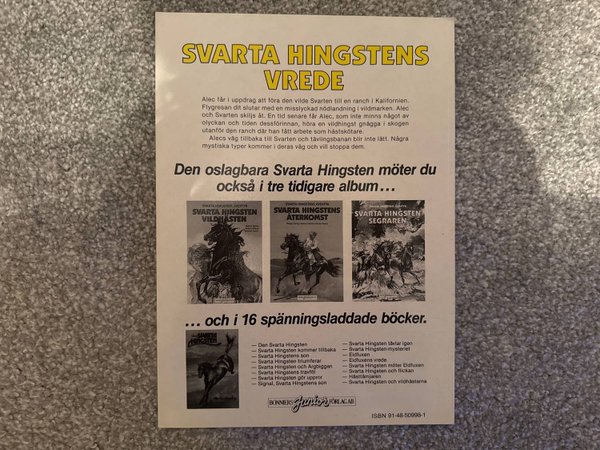 SVARTA HINGSTENS
VREDE
Alec får i uppdrag att föra den vilde Svarten till en ranch i Kalifornien.
Flygresan dit slutar med en misslyckad nödlandning i vildmarken. Alec
och Svarten skiljs åt. En tid senare får Alec, som inte minns något av
olyckan och tiden dessförinnan, höra en vildhingst gnägga i skogen
utanför den ranch där han fått arbete som hästskötare.
Alecs väg tillbaka till Svarten och tävlingsbanan blir inte lätt. Några
mystiska typer kommer i deras väg och vill stoppa dem.
Den oslagbara Svarta Hingsten möter du
också i tre tidigare album...
SVARTA HINGSTEN
VILDHÄSTEN
SVARTA HINGSTENS
ÅTERKOMST
SVARTA HINGSTEN
SEGRAREN
...och i 16 spänningsladdade böcker.
— Den Svarta Hingsten
— Svarta Hingsten kommer tillbaka
— Svarta Hingstens son
— Svarta Hingsten triumferar
— Svarta Hingsten och Argbiggan
— Svarta Hingstens travföl
— Svarta Hingsten gör uppror
— Signal, Svarta Hingstens son
— Svarta Hingsten tävlar igen
— Svarta Hingsten-mysteriet
— Eldfuxen
— Eldfuxens vrede
— Svarta Hingsten möter Eldfuxen
— Svarta Hingsten och flickan
— Hästtämjaren
— Svarta Hingsten och vildhästarna
BONNIERS Junior FÖRLAG AB
ISBN 91-48-50998-1